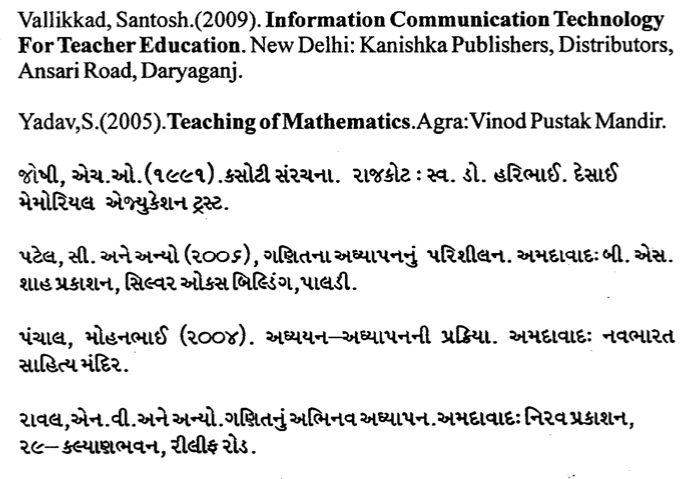 Vallikkad, Santosh.(2009). Information Communication Technology
For Teacher Education. New Delhi: Kanishka Publishers, Distributors,
Ansari Road, Daryaganj.
Yadav,S.(2005).Teaching of Mathematics.Agra:Vinod Pustak Mandir.
જોષી, એચ.ઓ.(૧૯૯૧).કસોટી સંરચના. રાજકોટ : સ્વ. ડો. હરિભાઈ. દેસાઈ
મેમોરિયલ એજ્યુકેશન ટ્રસ્ટ.
પટેલ, સી. અને અન્યો (૨૦૦૬), ગણિતના અધ્યાપનનું પરિશીલન. અમદાવાદ: બી. એસ.
શાહ પ્રકાશન, સિલ્વર ઓકસ બિલ્ડિંગ,પાલડી.
પંચાલ, મોહનભાઈ (૨૦૦૪). અધ્યયન–અધ્યાપનની પ્રક્રિયા. અમદાવાદ: નવભારત
સાહિત્ય મંદિર.
રાવલ,એન.વી.અને અન્યો.ગણિતનું અભિનવ અધ્યાપન.અમદાવાદ: નિરવ પ્રકાશન,
૨૯– કલ્યાણભવન, રીલીફ રોડ.